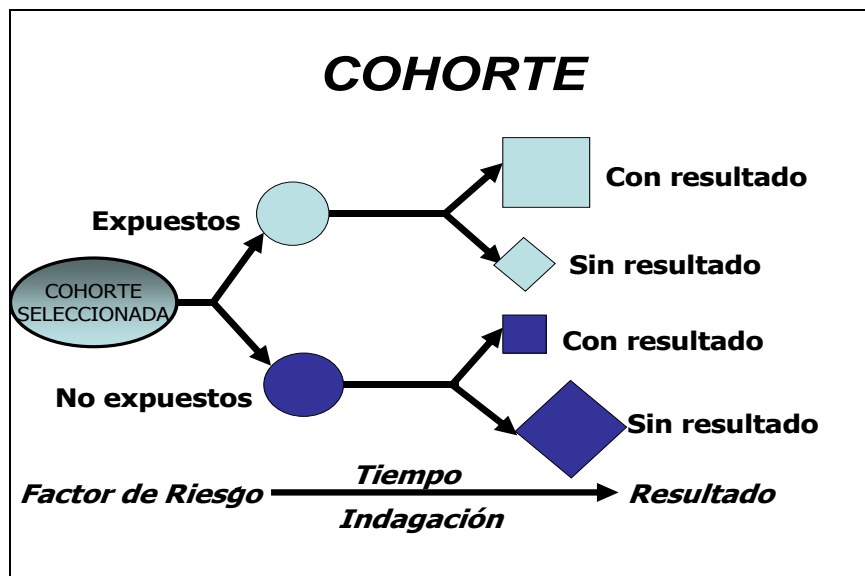 COHORTE
Con resultado
Expuestos
Sin resultado
COHORTE
SELECCIONADA
Con resultado
No expuestos
Sin resultado
Tiempo
Factor de Riesgo
Resultado
Indagación